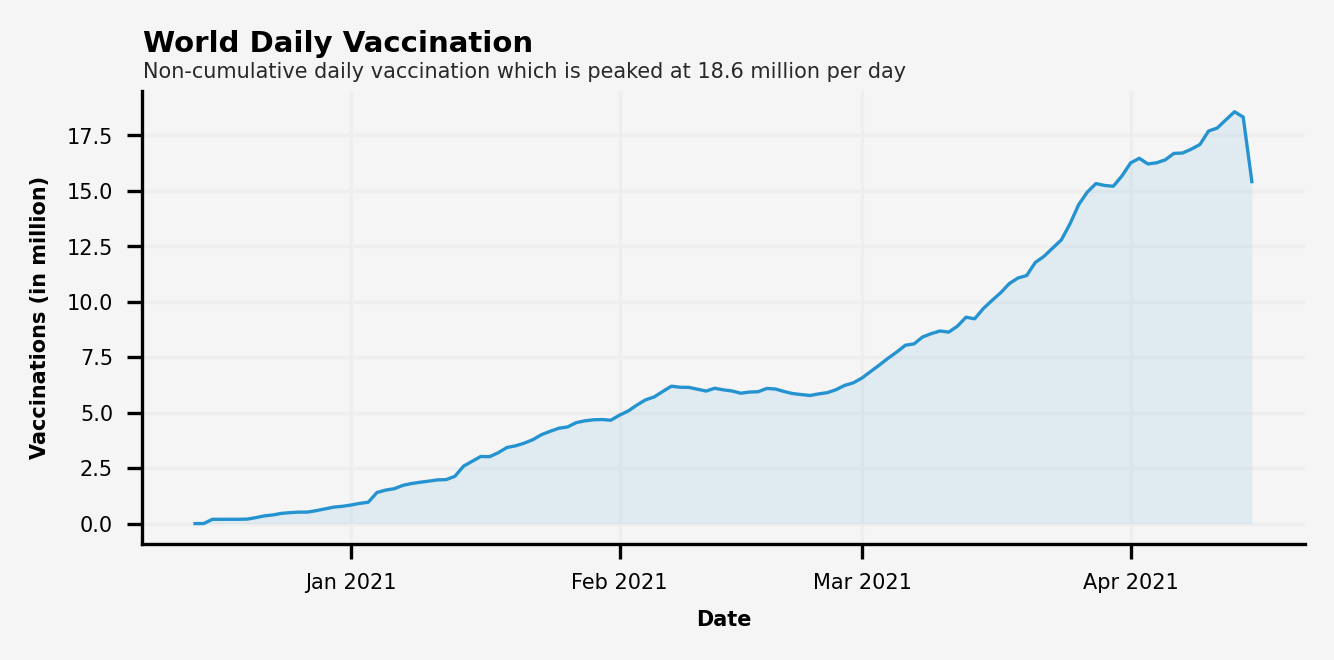 World Daily Vaccination
Non-cumulative daily vaccination which is peaked at 18.6 million per day
Vaccinations (in million)
17.5
15.0
12.5
10.0
7.5
5.0
2.5
0.0
Jan 2021 Feb 2021 Mar 2021 Apr 2021
Date